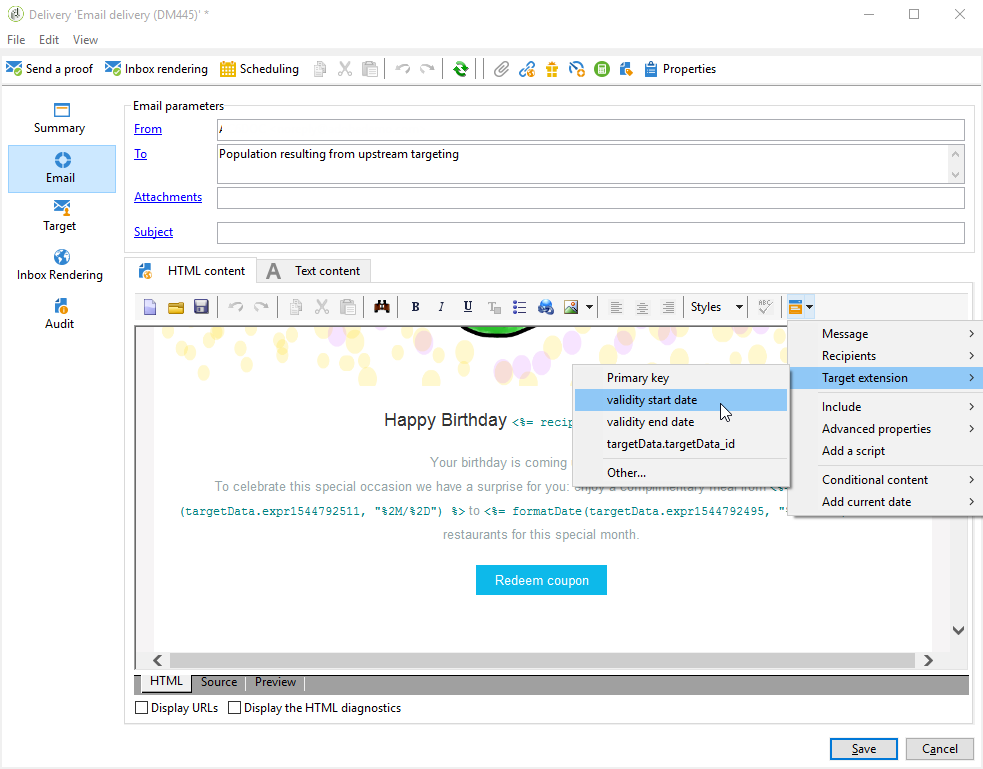 Delivery 'Email delivery (DM445)' *
File Edit View
Send a proof Inbox rendering Scheduling Properties
Summary
Email
Target
Inbox Rendering
Audit
Email parameters
From
To Population resulting from upstream targeting
Attachments
Subject
HTML content Text content
B I U Styles ABC
Message
Recipients
Target extension
Include
Advanced properties
Add a script
Conditional content
Add current date
Primary key
validity start date
validity end date
targetData.targetData_id
Other...
Happy Birthday <%= recip
Your birthday is coming
To celebrate this special occasion we have a surprise for you: enjoy a complimentary meal from <%=
(targetData.expr1544792511, "%2M/%2D") %> to <%= formatDate(targetData.expr1544792495, "
restaurants for this special month.
Redeem coupon
HTML Source Preview
Display URLs Display the HTML diagnostics
Save Cancel